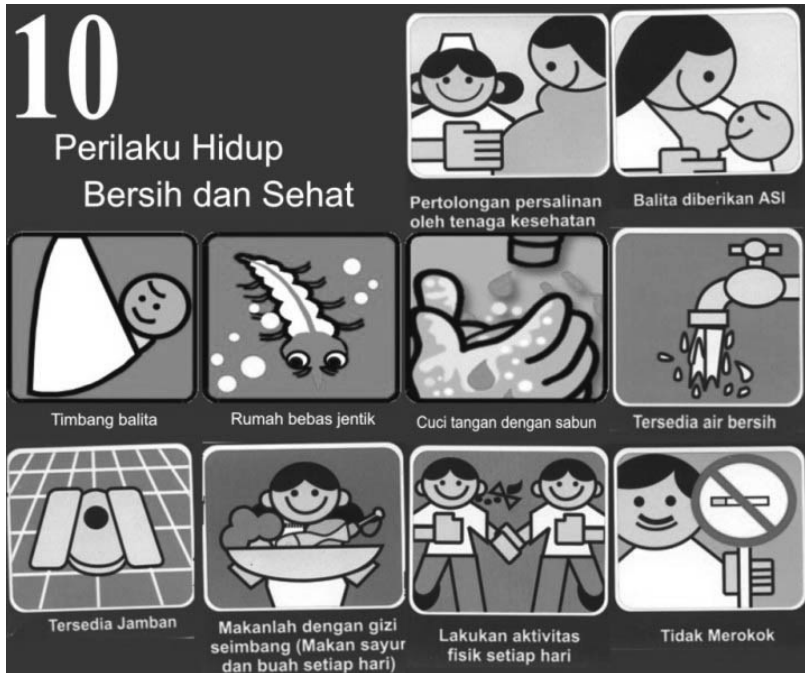 10
Perilaku Hidup
Bersih dan Sehat
Pertolongan persalinan
oleh tenaga kesehatan
Balita diberikan ASI
Timbang balita
Rumah bebas jentik
Cuci tangan dengan sabun
Tersedia air bersih
Tersedia Jamban
Makanlah dengan gizi
seimbang (Makan sayur
dan buah setiap hari)
Lakukan aktivitas
fisik setiap hari
Tidak Merokok